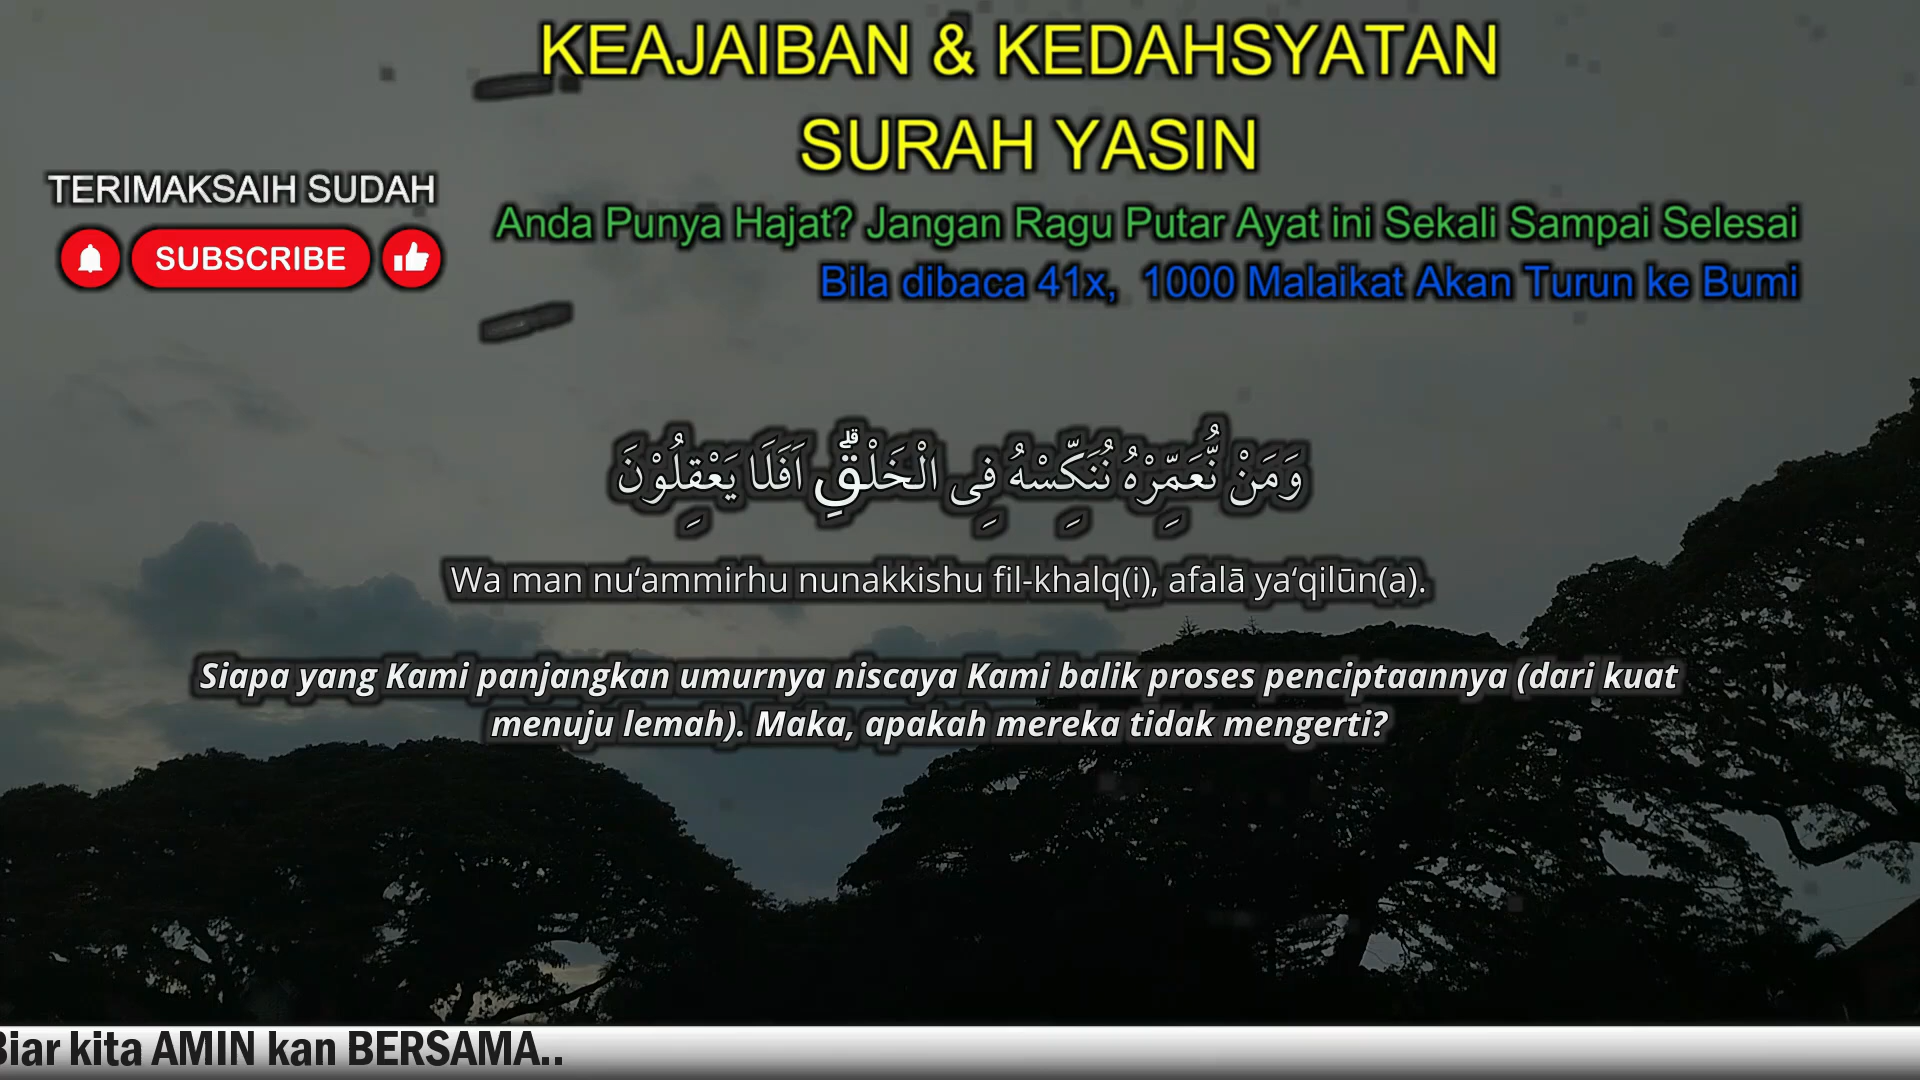 KEAJAIBAN & KEDAHSYATAN
SURAH YASIN
TERIMAKSAIH SUDAH
SUBSCRIBE
Anda Punya Hajat? Jangan Ragu Putar Ayat ini Sekali Sampai Selesai
Bila dibaca 41x, 1000 Malaikat Akan Turun ke Bumi
وَمَنْ نُّعَمِّرْهُ نُنَكِّسْهُ فِى الْخَلْقِۗ اَفَلَا يَعْقِلُوْنَ
Wa man nu‘ammirhu nunakkishu fil-khalq(i), afalā ya‘qilūn(a).
Siapa yang Kami panjangkan umurnya niscaya Kami balik proses penciptaannya (dari kuat
menuju lemah). Maka, apakah mereka tidak mengerti?
Biar kita AMIN kan BERSAMA..